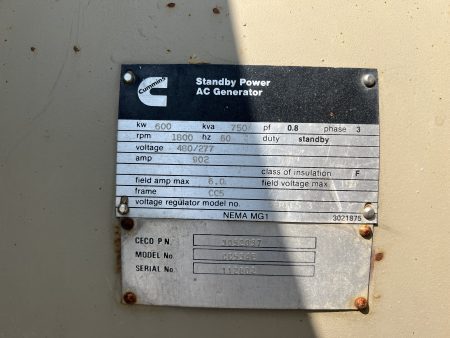 Cummins
Standby Power
AC Generator
kw 600 kva 750 pf 0.8 phase 3
rpm 1800 hz 60 duty standby
voltage 480/277
amp 902
class of insulation F
field amp max 6.0 field voltage max
frame CC5
voltage regulator model no.
NEMA MG1 3021875
CECO P.N.
MODEL No
SERIAL No